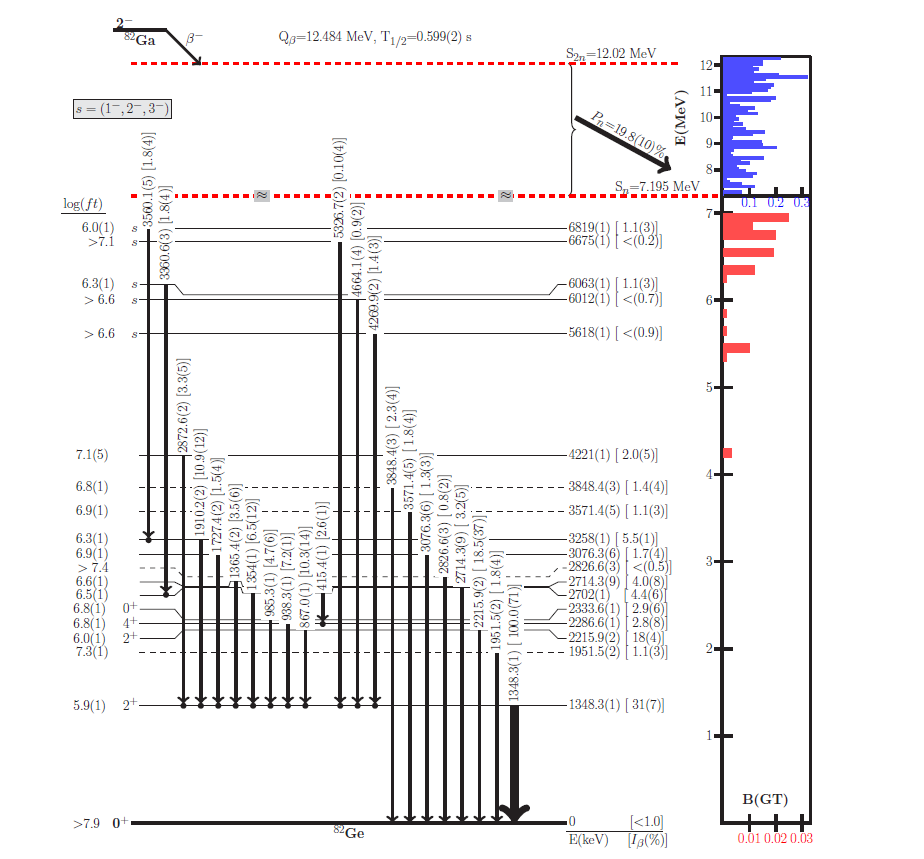 2⁻
⁸²Ga
β⁻
Q_β=12.484 MeV, T_{1/2}=0.599(2) s
S_{2n}=12.02 MeV
s = (1⁻, 2⁻, 3⁻)
P_n=19.8(10)%
S_n=7.195 MeV
log(ft)
6.0(1) s 6819(1) [ 1.1(3)]
>7.1 s 6675(1) [ <(0.2)]
6.3(1) s 6063(1) [ 1.1(3)]
> 6.6 s 6012(1) [ <(0.7)]
> 6.6 s 5618(1) [ <(0.9)]
7.1(5) 4221(1) [ 2.0(5)]
6.8(1) 3848.4(3) [ 1.4(4)]
6.9(1) 3571.4(5) [ 1.1(3)]
6.3(1) 3258(1) [ 5.5(1)]
6.9(1) 3076.3(6) [ 1.7(4)]
> 7.4 2826.6(3) [ <(0.5)]
6.6(1) 2714.3(9) [ 4.0(8)]
6.5(1) 2702(1) [ 4.4(6)]
6.8(1) 0⁺ 2333.6(1) [ 2.9(6)]
6.8(1) 4⁺ 2286.6(1) [ 2.8(8)]
6.0(1) 2⁺ 2215.9(2) [ 18(4)]
7.3(1) 1951.5(2) [ 1.1(3)]
5.9(1) 2⁺ 1348.3(1) [ 31(7)]
>7.9 0⁺ 0 [<1.0]
⁸²Ge
E(keV) [I_β(%)]
3560.1(5) [1.8(4)]
3360.6(3) [1.8(4)]
2872.6(2) [3.3(5)]
1910.2(2) [10.9(12)]
1727.4(2) [1.5(4)]
1365.4(2) [3.5(6)]
1354(1) [6.5(12)]
985.3(1) [4.7(6)]
938.3(1) [7.2(1)]
867.0(1) [10.3(14)]
415.4(1) [2.6(1)]
5326.7(2) [0.10(4)]
4664.1(4) [0.9(2)]
4269.9(2) [1.4(3)]
3848.4(3) [ 2.3(4)]
3571.4(5) [ 1.8(4)]
3076.3(6) [ 1.3(3)]
2826.6(3) [ 0.8(2)]
2714.3(9) [ 3.2(5)]
2215.9(2) [ 18.5(37)]
1951.5(2) [ 1.8(4)]
1348.3(1) [ 100.0(71)]
E(MeV)
12
11
10
9
8
0.1 0.2 0.3
7
6
5
4
3
2
1
B(GT)
0.01 0.02 0.03